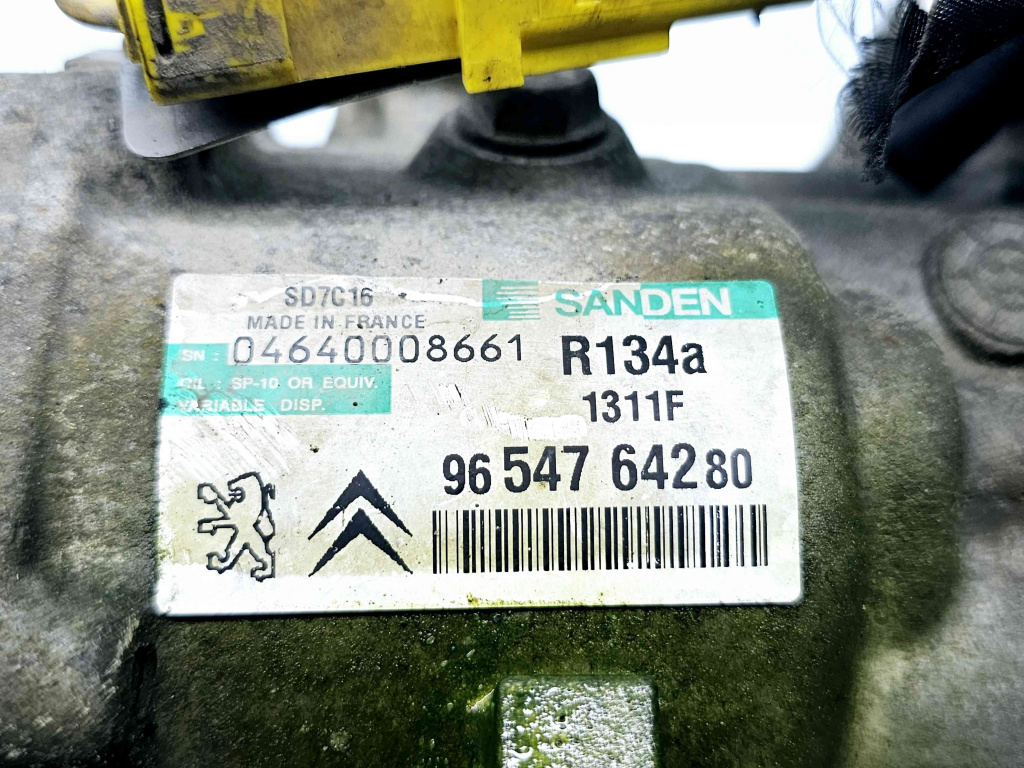 SD7C16
SANDEN
MADE IN FRANCE
SN : 04640008661
R134a
OIL : SP-10 OR EQUIV.
VARIABLE DISP.
1311F
96 547 642 80